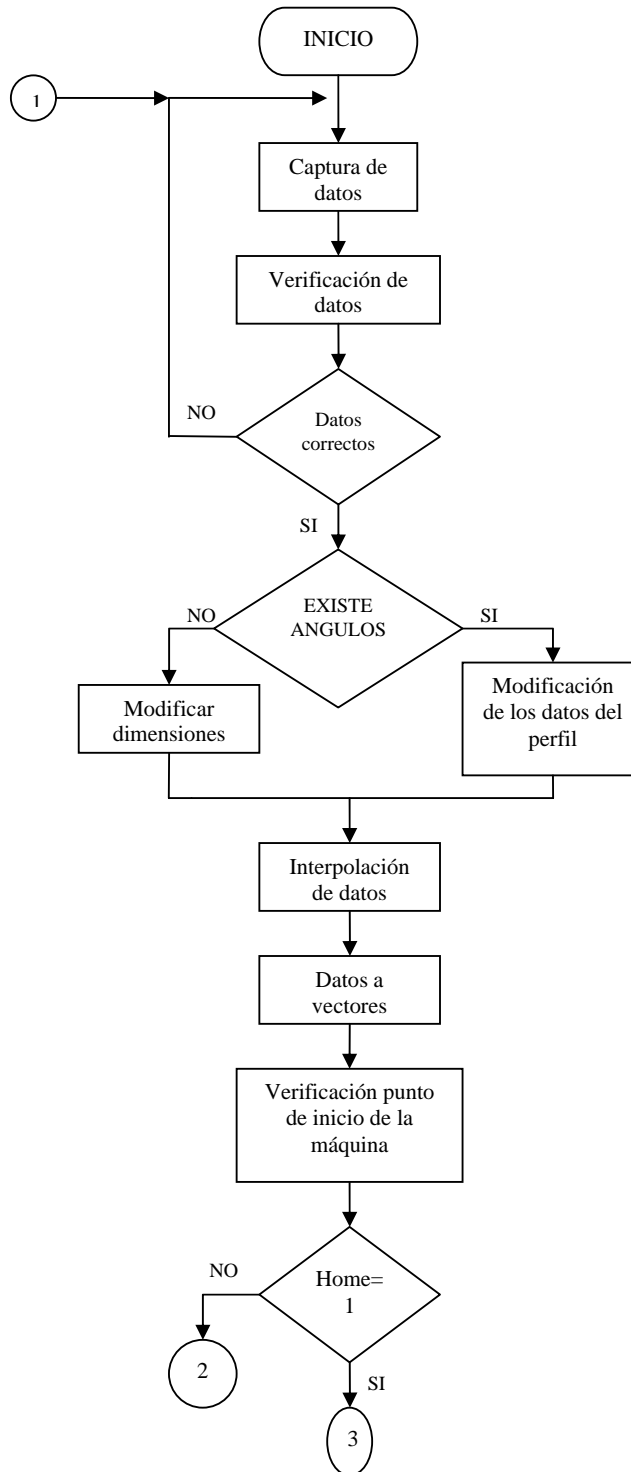 INICIO
1
Captura de
datos
Verificación de
datos
NO
Datos
correctos
SI
NO
EXISTE
ANGULOS
SI
Modificar
dimensiones
Modificación
de los datos del
perfil
Interpolación
de datos
Datos a
vectores
Verificación punto
de inicio de la
máquina
NO
Home=
1
2
SI
3